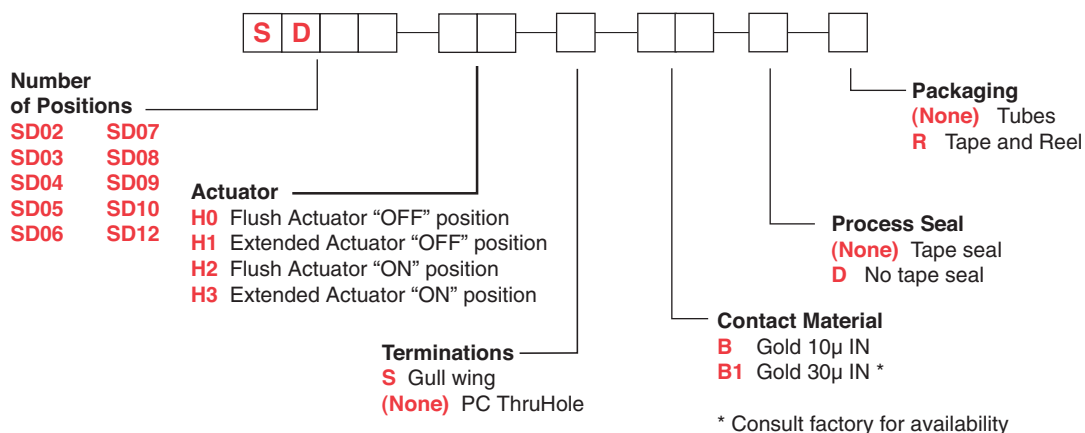 S D
Number
of Positions
SD02 SD07
SD03 SD08
SD04 SD09
SD05 SD10
SD06 SD12
Actuator
H0 Flush Actuator “OFF” position
H1 Extended Actuator “OFF” position
H2 Flush Actuator “ON” position
H3 Extended Actuator “ON” position
Terminations
S Gull wing
(None) PC ThruHole
Contact Material
B Gold 10µ IN
B1 Gold 30µ IN *
Process Seal
(None) Tape seal
D No tape seal
Packaging
(None) Tubes
R Tape and Reel
* Consult factory for availability